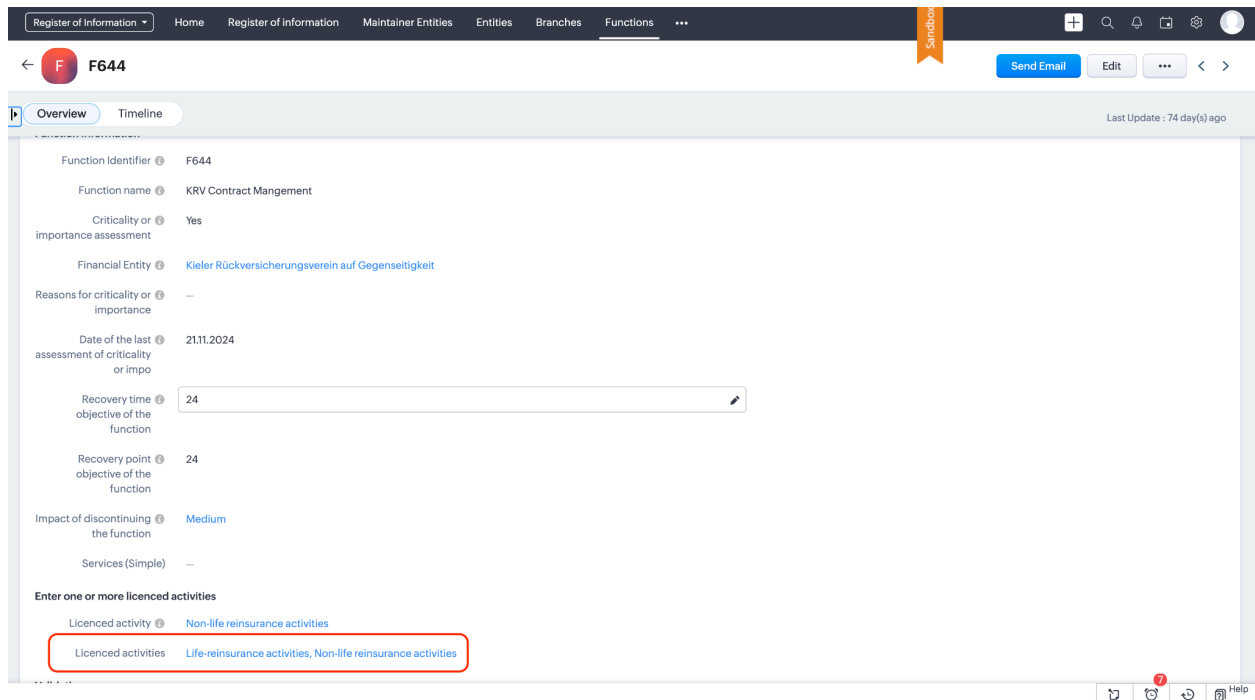 Register of Information
Home
Register of information
Maintainer Entities
Entities
Branches
Functions
Sandbox
F
F644
Send Email
Edit
Overview
Timeline
Last Update : 74 day(s) ago
Function Information
Function Identifier
F644
Function name
KRV Contract Mangement
Criticality or
importance assessment
Yes
Financial Entity
Kieler Rückversicherungsverein auf Gegenseitigkeit
Reasons for criticality or
importance
—
Date of the last
assessment of criticality
or impo
21.11.2024
Recovery time
objective of the
function
24
Recovery point
objective of the
function
24
Impact of discontinuing
the function
Medium
Services (Simple)
—
Enter one or more licenced activities
Licenced activity
Non-life reinsurance activities
Licenced activities
Life-reinsurance activities, Non-life reinsurance activities
7
Help